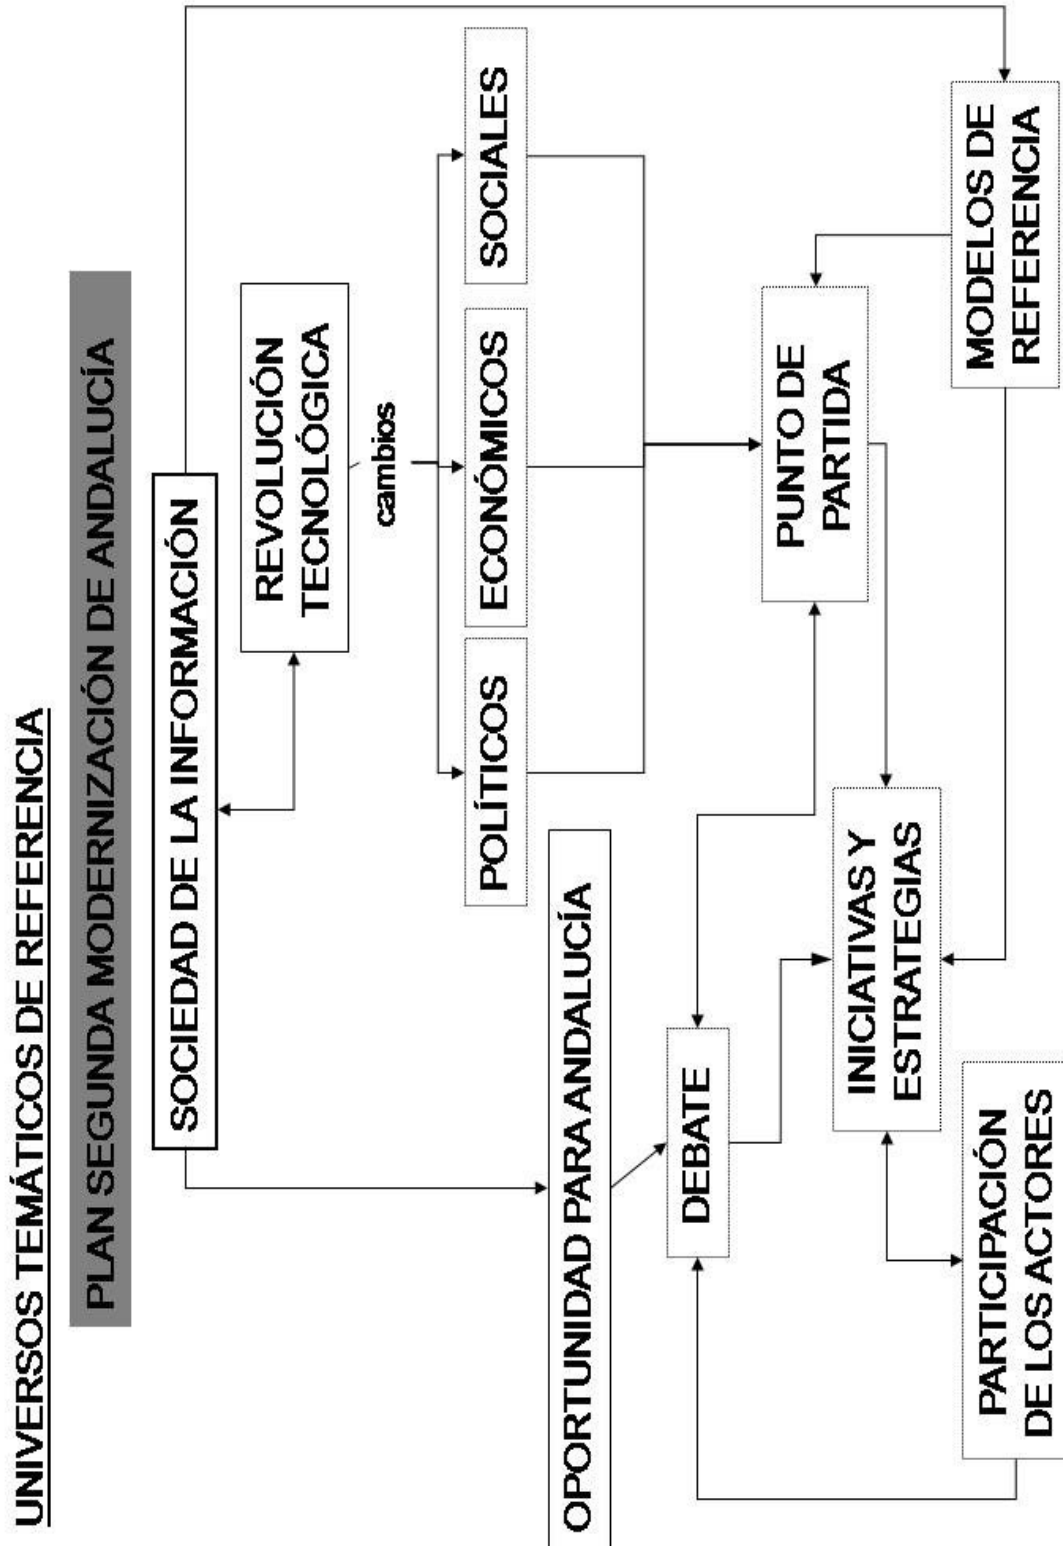 UNIVERSOS TEMÁTICOS DE REFERENCIA
PLAN SEGUNDA MODERNIZACIÓN DE ANDALUCÍA
SOCIEDAD DE LA INFORMACIÓN
REVOLUCIÓN
TECNOLÓGICA
cambios
POLÍTICOS
ECONÓMICOS
SOCIALES
OPORTUNIDAD PARA ANDALUCÍA
DEBATE
PUNTO DE
PARTIDA
INICIATIVAS Y
ESTRATEGIAS
PARTICIPACIÓN
DE LOS ACTORES
MODELOS DE
REFERENCIA